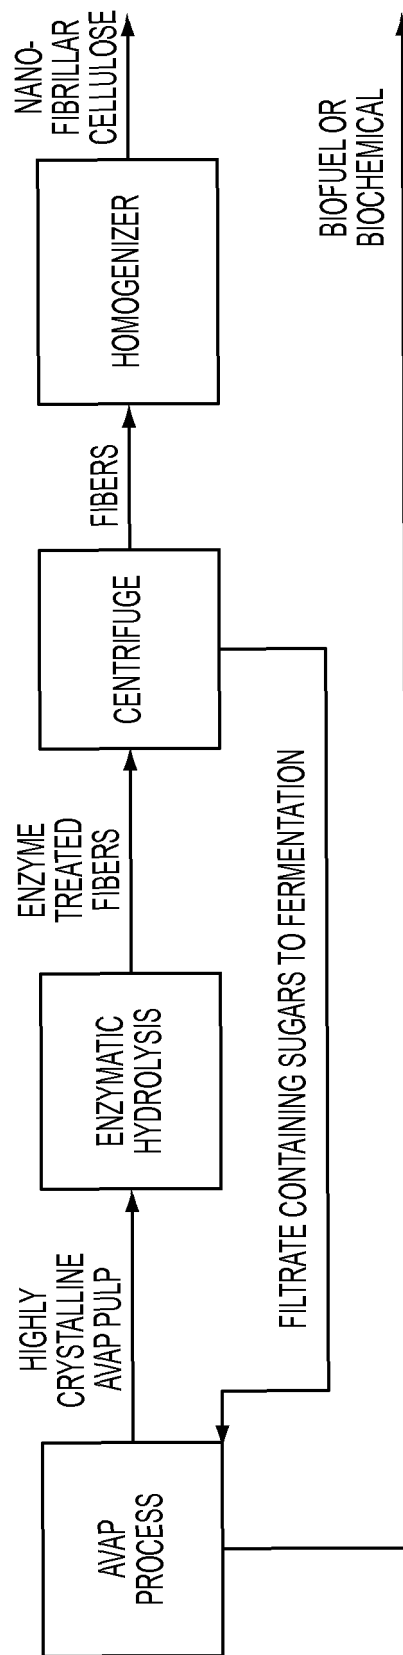 AVAP
PROCESS
HIGHLY
CRYSTALLINE
AVAP PULP
ENZYMATIC
HYDROLYSIS
ENZYME
TREATED
FIBERS
CENTRIFUGE
FIBERS
HOMOGENIZER
NANO-
FIBRILLAR
CELLULOSE
FILTRATE CONTAINING SUGARS TO FERMENTATION
BIOFUEL OR
BIOCHEMICAL